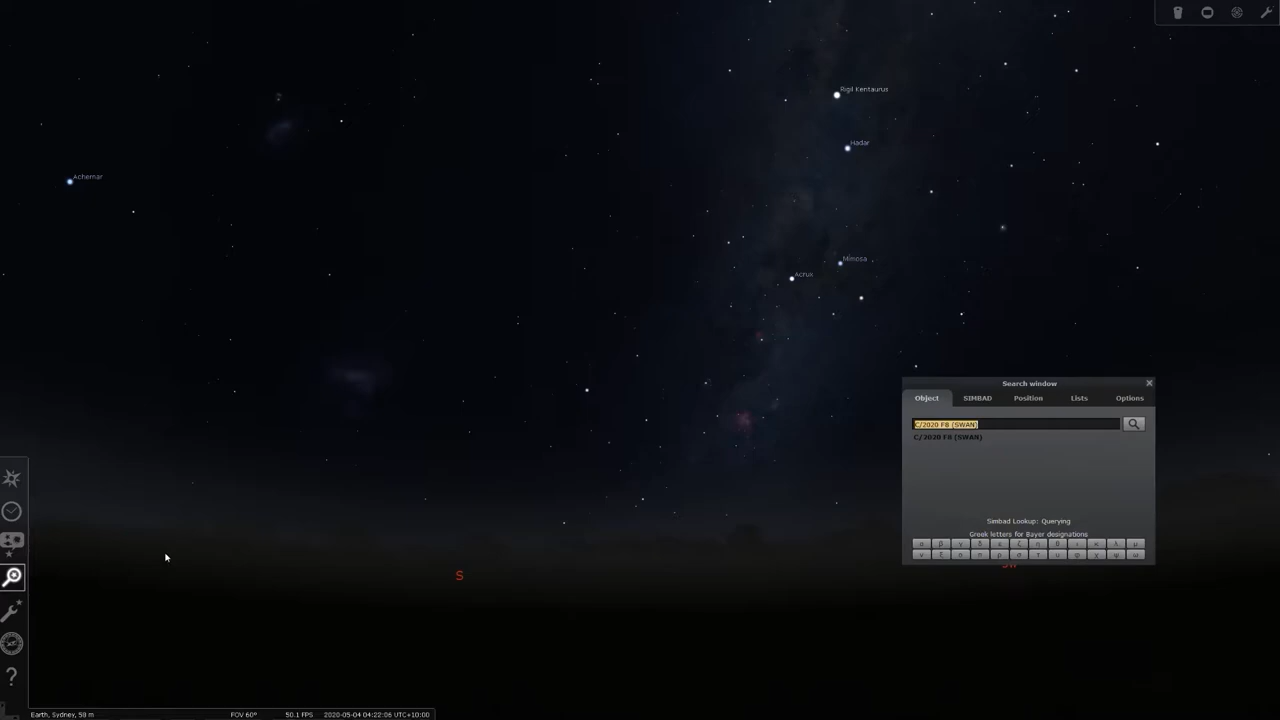 Rigil Kentaurus
Hadar
Achernar
Mimosa
Acrux
Search window
Object SIMBAD Position Lists Options
C/2020 F8 (SWAN)
C/2020 F8 (SWAN)
Simbad Lookup: Querying
Greek letters for Bayer designations
α β γ δ ε ζ η θ ι κ λ μ
ν ξ ο π ρ σ τ υ φ χ ψ ω
SW
S
?
Earth, Sydney, 58 m FOV 60° 50.1 FPS 2020-05-04 04:22:06 UTC+10:00